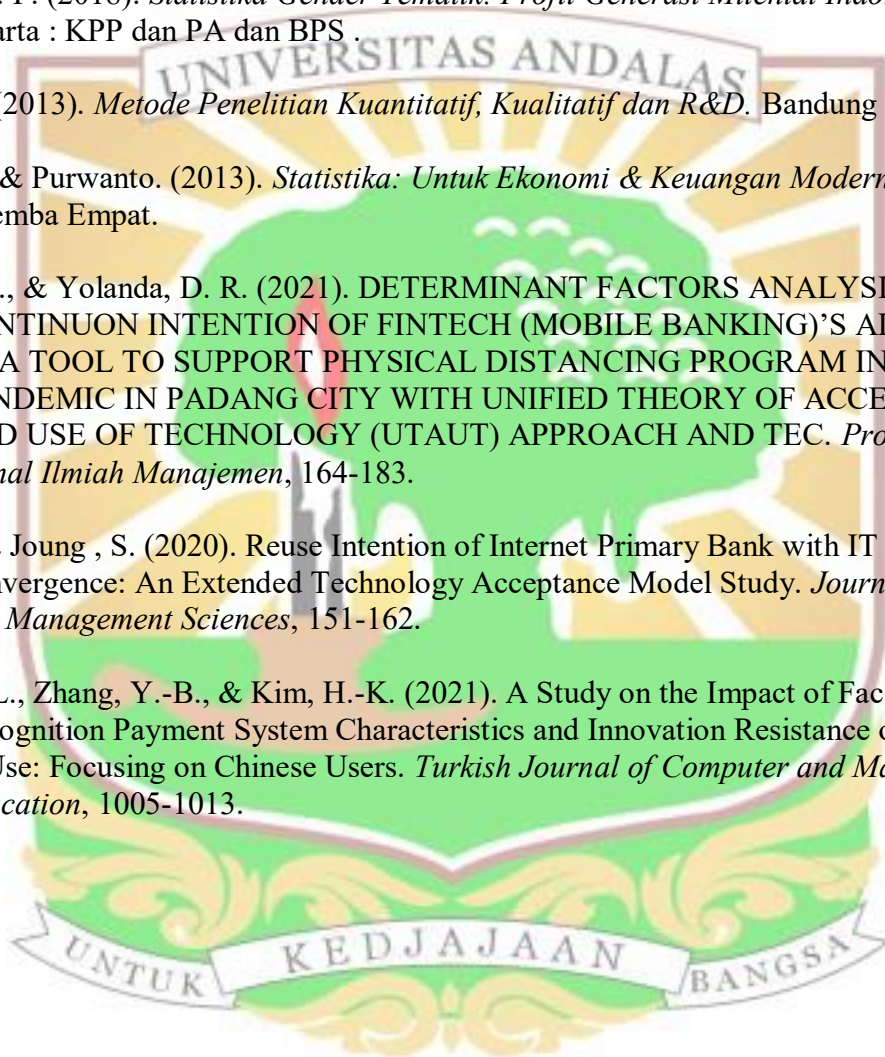 . (2018). Statistika Gender Tematik: Profil Generasi Milenial
arta : KPP dan PA dan BPS .
UNIVERSITAS ANDALAS
(2013). Metode Penelitian Kuantitatif, Kualitatif dan R&D. Bandung
& Purwanto. (2013). Statistika: Untuk Ekonomi & Keuangan Modern
emba Empat.
., & Yolanda, D. R. (2021). DETERMINANT FACTORS ANALYSI
NTINUON INTENTION OF FINTECH (MOBILE BANKING)’S
A TOOL TO SUPPORT PHYSICAL DISTANCING PROGRAM IN
NDEMIC IN PADANG CITY WITH UNIFIED THEORY OF ACCE
D USE OF TECHNOLOGY (UTAUT) APPROACH AND TEC. Pro
nal Ilmiah Manajemen, 164-183.
Joung , S. (2020). Reuse Intention of Internet Primary Bank with IT
nvergence: An Extended Technology Acceptance Model Study. Journ
Management Sciences, 151-162.
L., Zhang, Y.-B., & Kim, H.-K. (2021). A Study on the Impact of Fac
ognition Payment System Characteristics and Innovation Resistance o
Use: Focusing on Chinese Users. Turkish Journal of Computer and Ma
cation, 1005-1013.
UNTUK KEDJAJAAN BANGSA